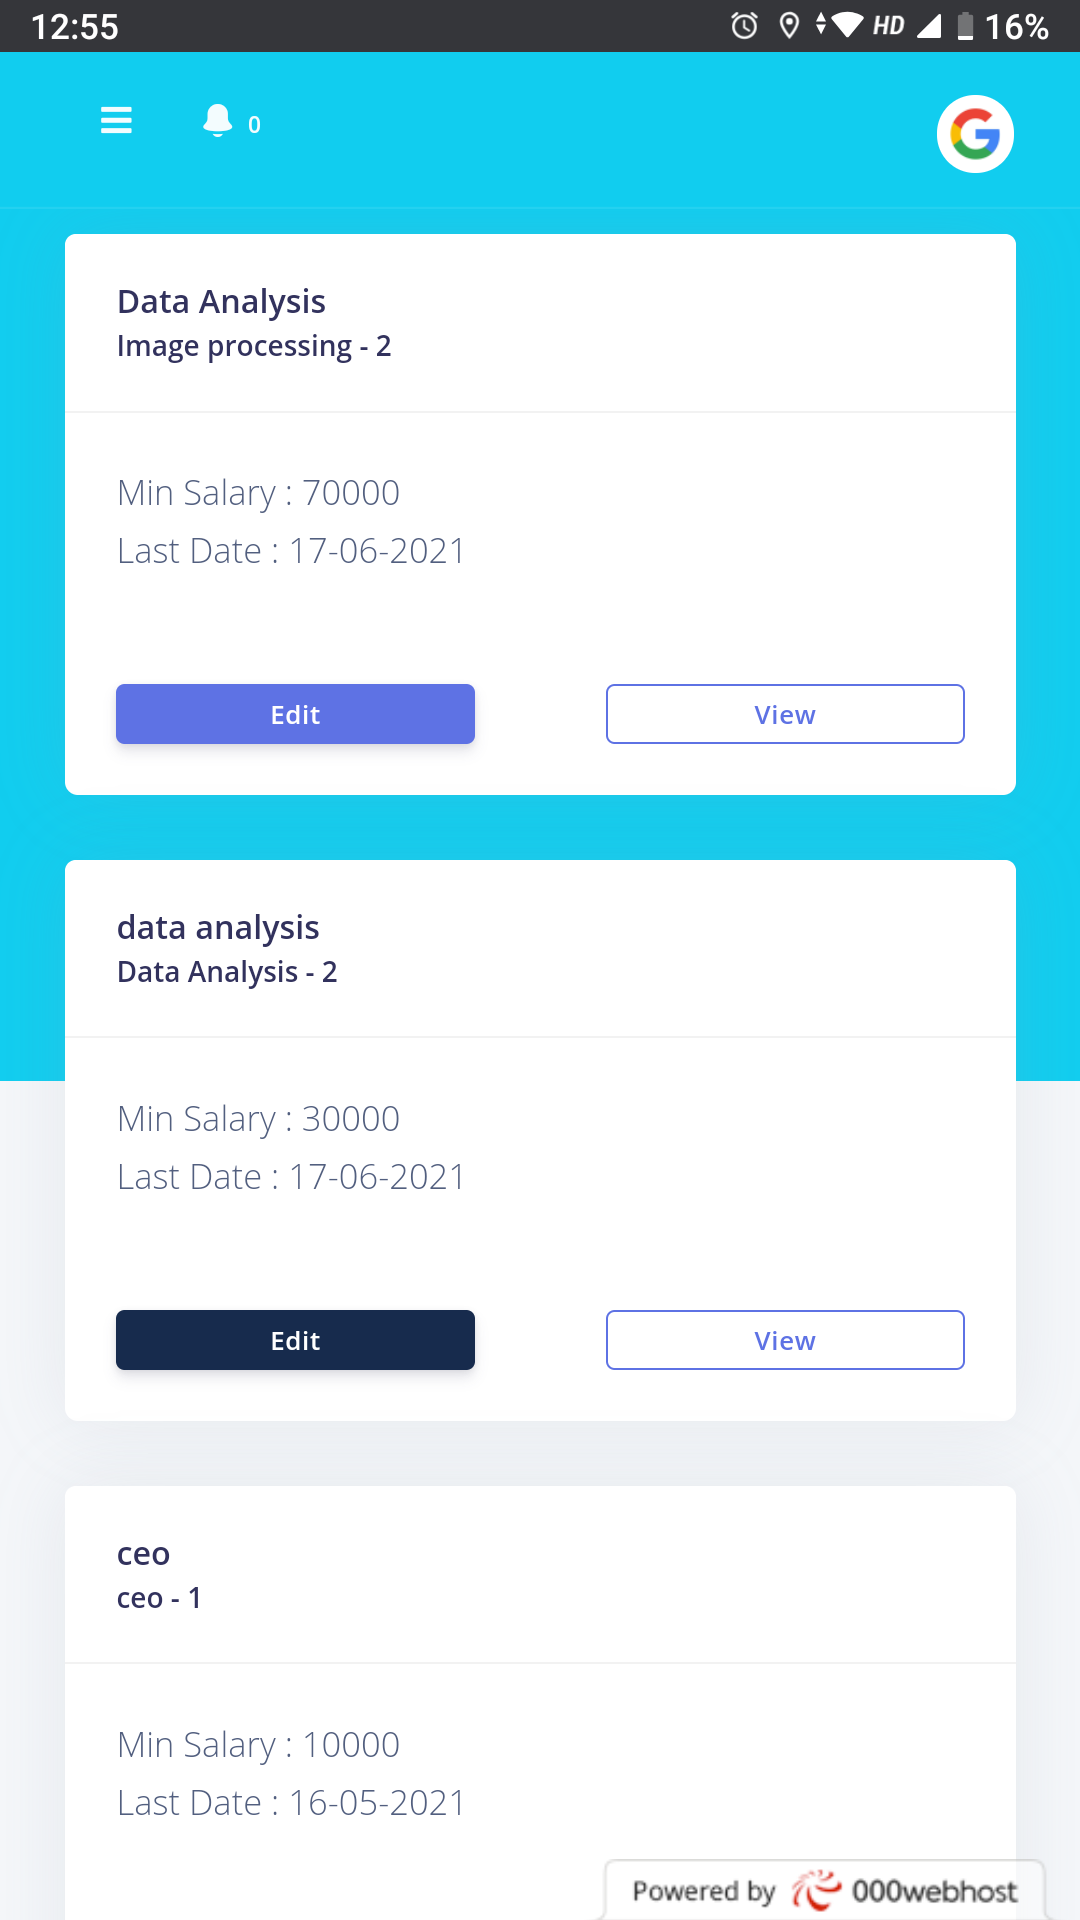 12:55 HD 16%
0
Data Analysis
Image processing - 2
Min Salary : 70000
Last Date : 17-06-2021
Edit View
data analysis
Data Analysis - 2
Min Salary : 30000
Last Date : 17-06-2021
Edit View
ceo
ceo - 1
Min Salary : 10000
Last Date : 16-05-2021
Powered by 000webhost